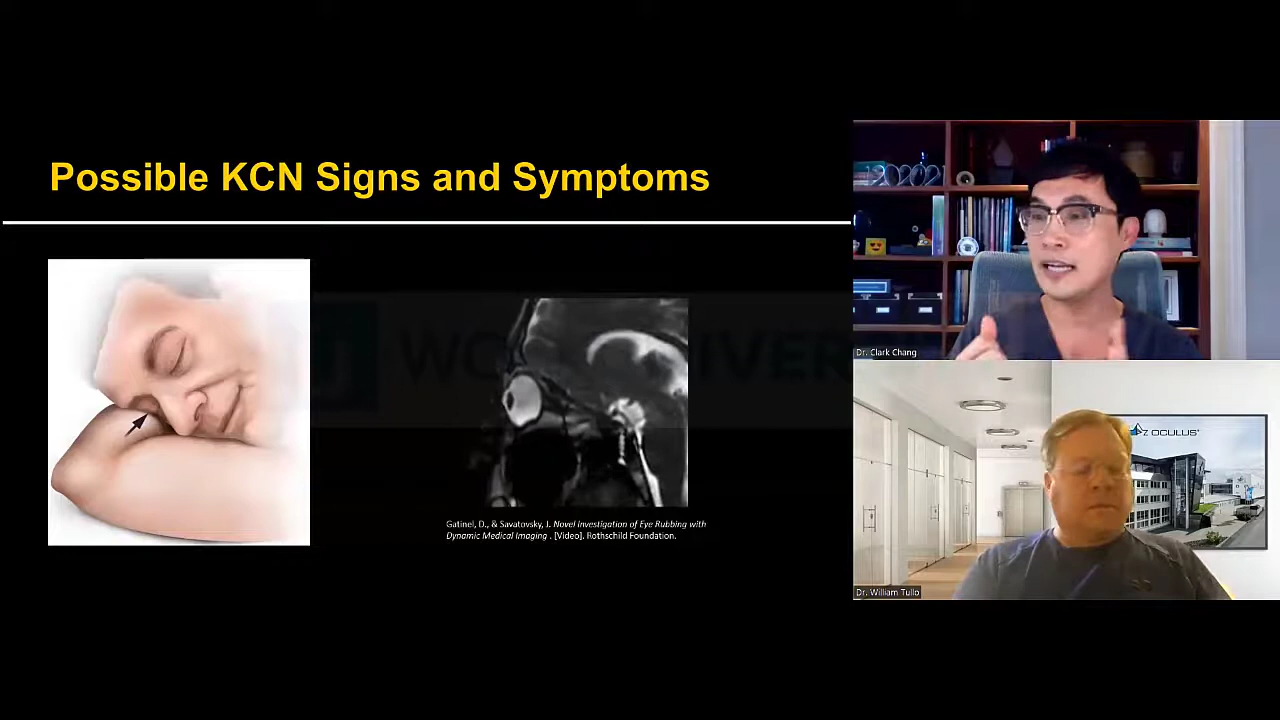 Possible KCN Signs and Symptoms
Gatinel, D., & Savatovsky, J. Novel Investigation of Eye Rubbing with
Dynamic Medical Imaging . [Video]. Rothschild Foundation.
Dr. Clark Chang
Z OCULUS®
Dr. William Tullo